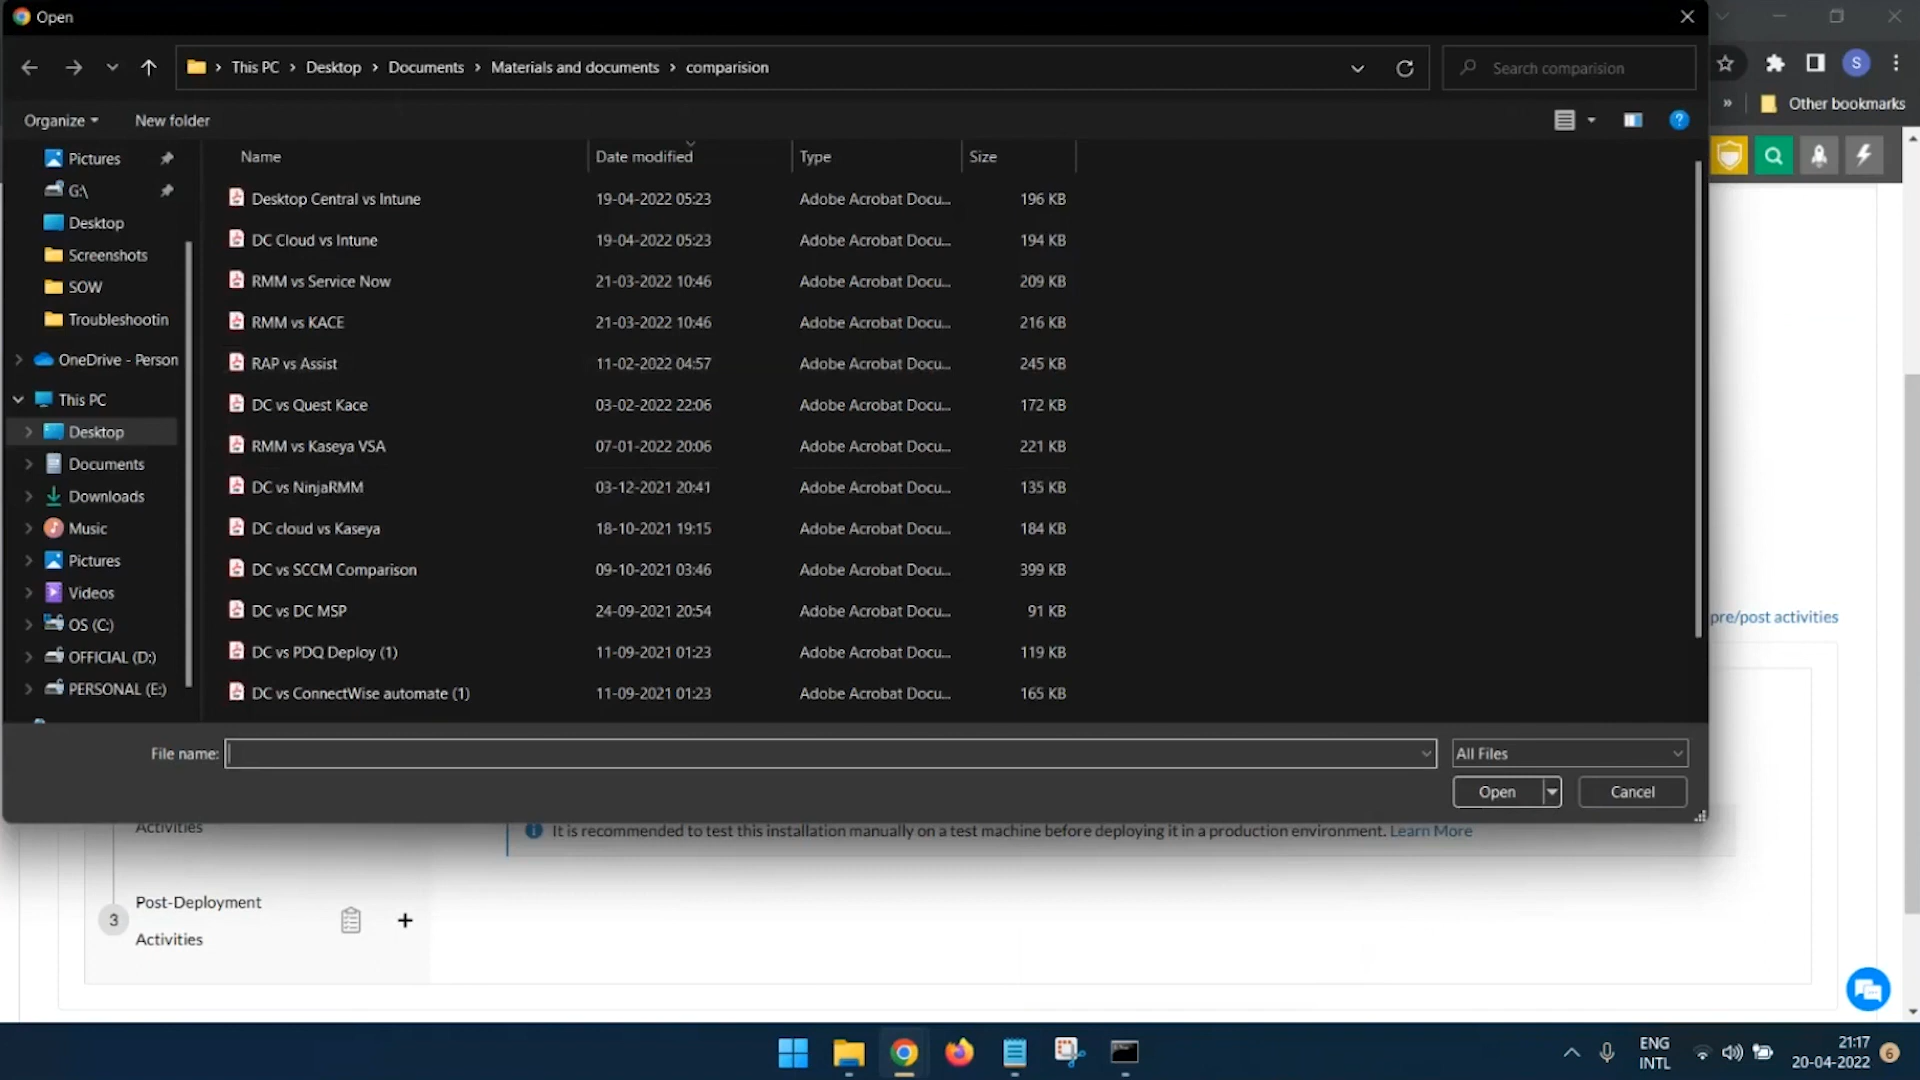 Open
This PC > Desktop > Documents > Materials and documents > comparision
Search comparision
S
Other bookmarks
Organize
New folder
?
Name
Date modified
Type
Size
Pictures
G:\
Desktop
Screenshots
SOW
Troubleshootin
OneDrive - Person
This PC
Desktop
Documents
Downloads
Music
Pictures
Videos
OS (C:)
OFFICIAL (D:)
PERSONAL (E:)
Desktop Central vs Intune 19-04-2022 05:23 Adobe Acrobat Docu... 196 KB
DC Cloud vs Intune 19-04-2022 05:23 Adobe Acrobat Docu... 194 KB
RMM vs Service Now 21-03-2022 10:46 Adobe Acrobat Docu... 209 KB
RMM vs KACE 21-03-2022 10:46 Adobe Acrobat Docu... 216 KB
RAP vs Assist 11-02-2022 04:57 Adobe Acrobat Docu... 245 KB
DC vs Quest Kace 03-02-2022 22:06 Adobe Acrobat Docu... 172 KB
RMM vs Kaseya VSA 07-01-2022 20:06 Adobe Acrobat Docu... 221 KB
DC vs NinjaRMM 03-12-2021 20:41 Adobe Acrobat Docu... 135 KB
DC cloud vs Kaseya 18-10-2021 19:15 Adobe Acrobat Docu... 184 KB
DC vs SCCM Comparison 09-10-2021 03:46 Adobe Acrobat Docu... 399 KB
DC vs DC MSP 24-09-2021 20:54 Adobe Acrobat Docu... 91 KB
DC vs PDQ Deploy (1) 11-09-2021 01:23 Adobe Acrobat Docu... 119 KB
DC vs ConnectWise automate (1) 11-09-2021 01:23 Adobe Acrobat Docu... 165 KB
pre/post activities
File name:
All Files
Open
Cancel
Activities
It is recommended to test this installation manually on a test machine before deploying it in a production environment. Learn More
3
Post-Deployment
Activities
+
ENG
INTL
21:17
20-04-2022
6